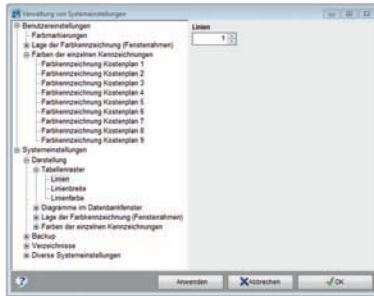 Verwaltung von Systemeinstellungen
Benutzereinstellungen
Farbmarkierungen
Lage der Farbkennzeichnung (Fensterrahmen)
Farben der einzelnen Kennzeichnungen
Farbkennzeichnung Kostenplan 1
Farbkennzeichnung Kostenplan 2
Farbkennzeichnung Kostenplan 3
Farbkennzeichnung Kostenplan 4
Farbkennzeichnung Kostenplan 5
Farbkennzeichnung Kostenplan 6
Farbkennzeichnung Kostenplan 7
Farbkennzeichnung Kostenplan 8
Farbkennzeichnung Kostenplan 9
Systemeinstellungen
Darstellung
Tabellenraster
Linien
Linienbreite
Linienfarbe
Diagramme im Datenbankfenster
Lage der Farbkennzeichnung (Fensterrahmen)
Farben der einzelnen Kennzeichnungen
Backup
Verzeichnisse
Diverse Systemeinstellungen
Linien
1
Anwenden
Abbrechen
OK